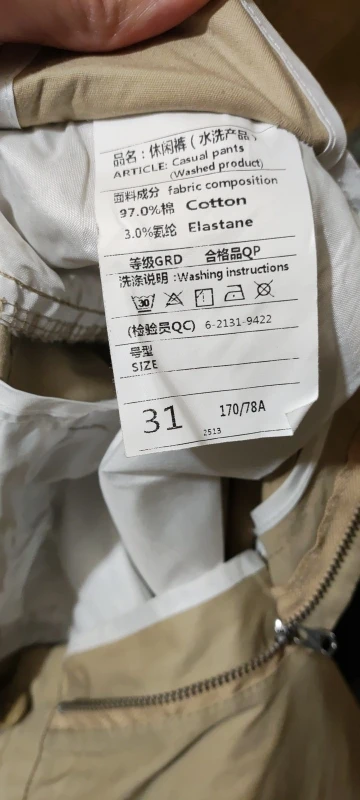 品名：休闲裤（水洗产品）
ARTICLE: Casual pants
(Washed product)
面料成分 fabric composition
97.0%棉 Cotton
3.0%氨纶 Elastane
等级GRD 合格品QP
洗涤说明:Washing instructions
30
(检验员QC) 6-2131-9422
号型
SIZE
31 170/78A
2513